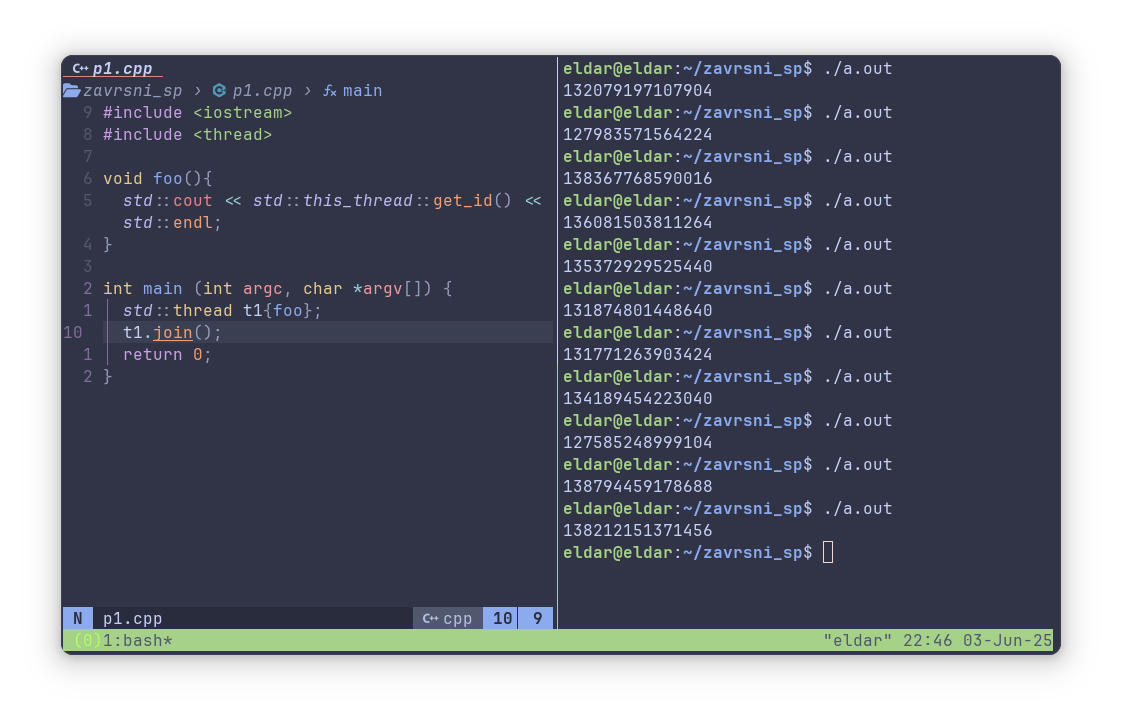 C++ p1.cpp
zavrsni_sp › p1.cpp › fx main
9 #include <iostream>
8 #include <thread>
7
6 void foo(){
5 std::cout << std::this_thread::get_id() <<
std::endl;
4 }
3
2 int main (int argc, char *argv[]) {
1 std::thread t1{foo};
10 t1.join();
1 return 0;
2 }
N p1.cpp C++ cpp 10 9
eldar@eldar:~/zavrsni_sp$ ./a.out
132079197107904
eldar@eldar:~/zavrsni_sp$ ./a.out
127983571564224
eldar@eldar:~/zavrsni_sp$ ./a.out
138367768590016
eldar@eldar:~/zavrsni_sp$ ./a.out
136081503811264
eldar@eldar:~/zavrsni_sp$ ./a.out
135372929525440
eldar@eldar:~/zavrsni_sp$ ./a.out
131874801448640
eldar@eldar:~/zavrsni_sp$ ./a.out
131771263903424
eldar@eldar:~/zavrsni_sp$ ./a.out
134189454223040
eldar@eldar:~/zavrsni_sp$ ./a.out
127585248999104
eldar@eldar:~/zavrsni_sp$ ./a.out
138794459178688
eldar@eldar:~/zavrsni_sp$ ./a.out
138212151371456
eldar@eldar:~/zavrsni_sp$
(0)1:bash* "eldar" 22:46 03-Jun-25